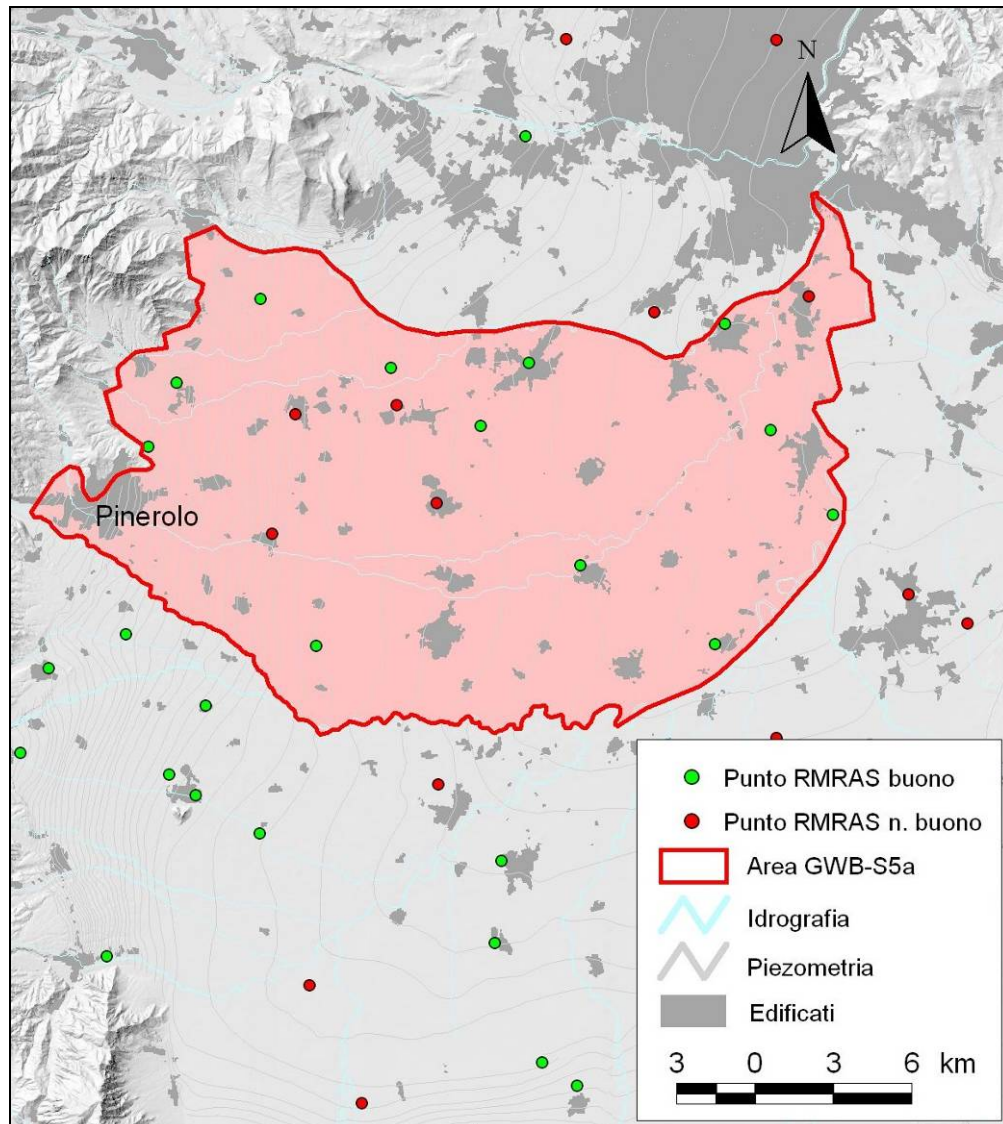 N
Pinerolo
Punto RMRAS buono
Punto RMRAS n. buono
Area GWB-S5a
Idrografia
Piezometria
Edificati
3 0 3 6 km